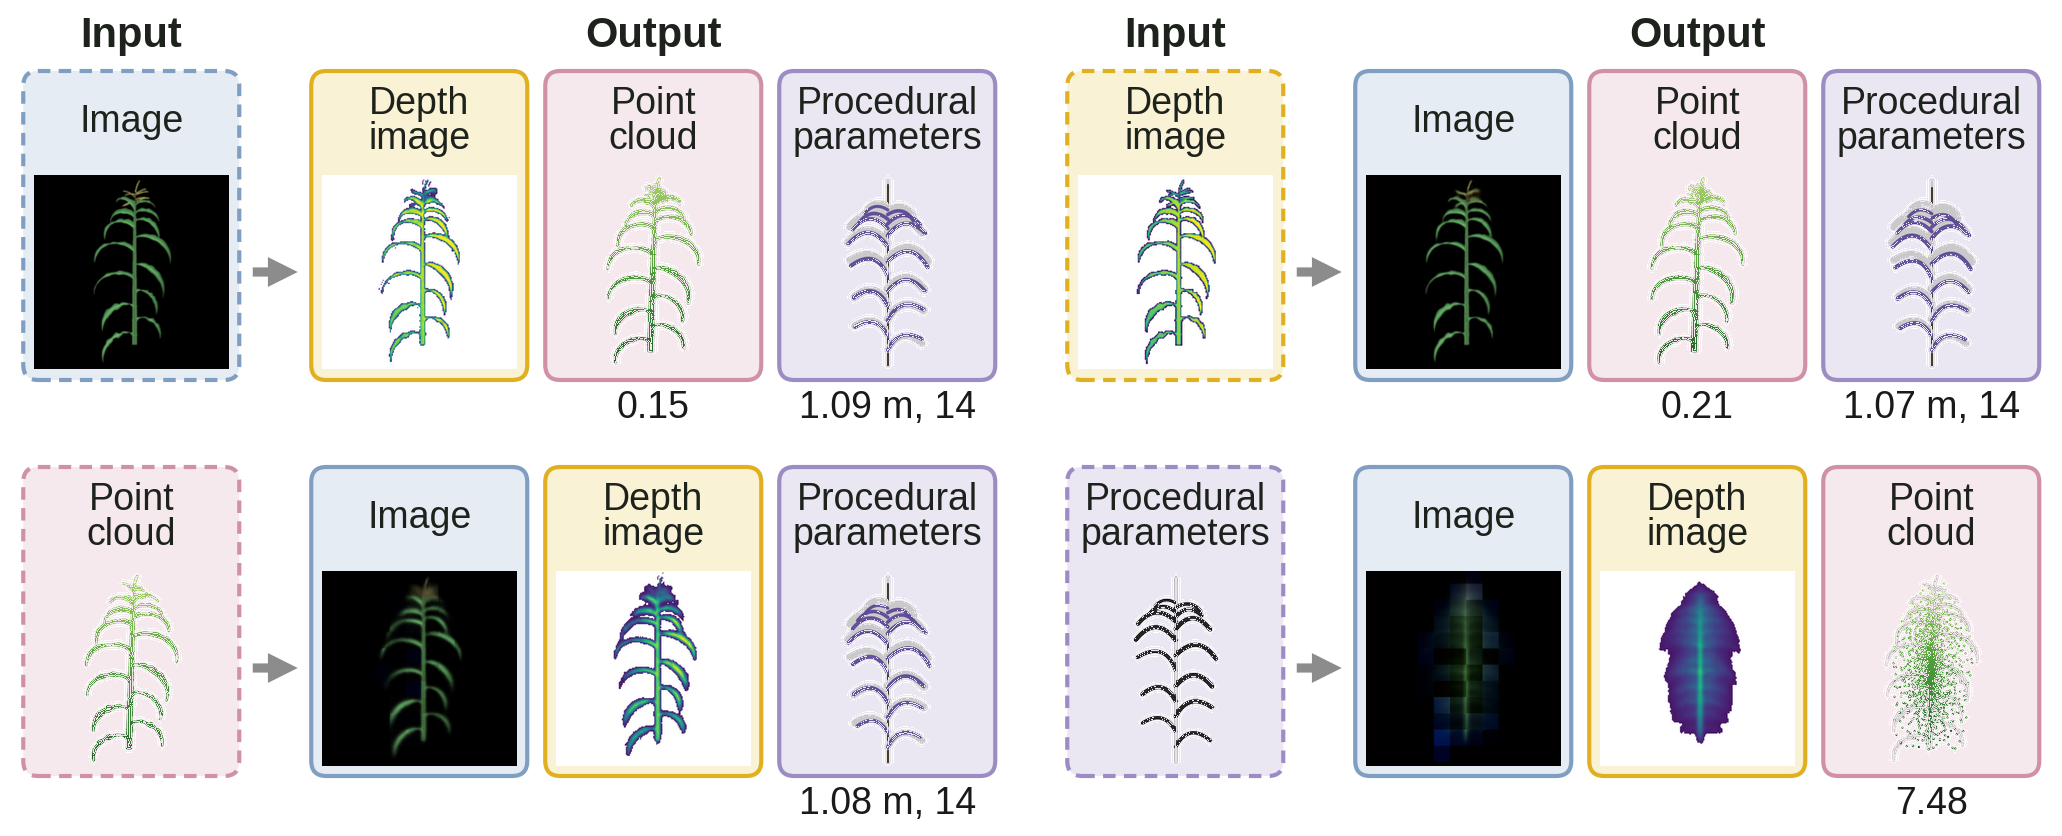 Input
Output
Input
Output
Image
Depth
image
Point
cloud
Procedural
parameters
Depth
image
Image
Point
cloud
Procedural
parameters
0.15
1.09 m, 14
0.21
1.07 m, 14
Point
cloud
Image
Depth
image
Procedural
parameters
Procedural
parameters
Image
Depth
image
Point
cloud
1.08 m, 14
7.48